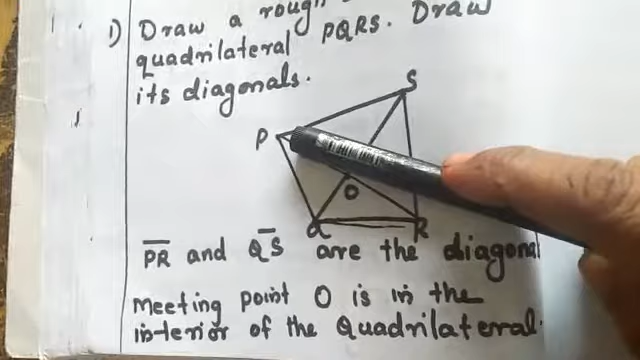 1) Draw a rough
quadrilateral PQRS. Draw
its diagonals.
S
P
O
Q
R
PR and QS are the diagonal
Meeting point O is in the
interior of the Quadrilateral.